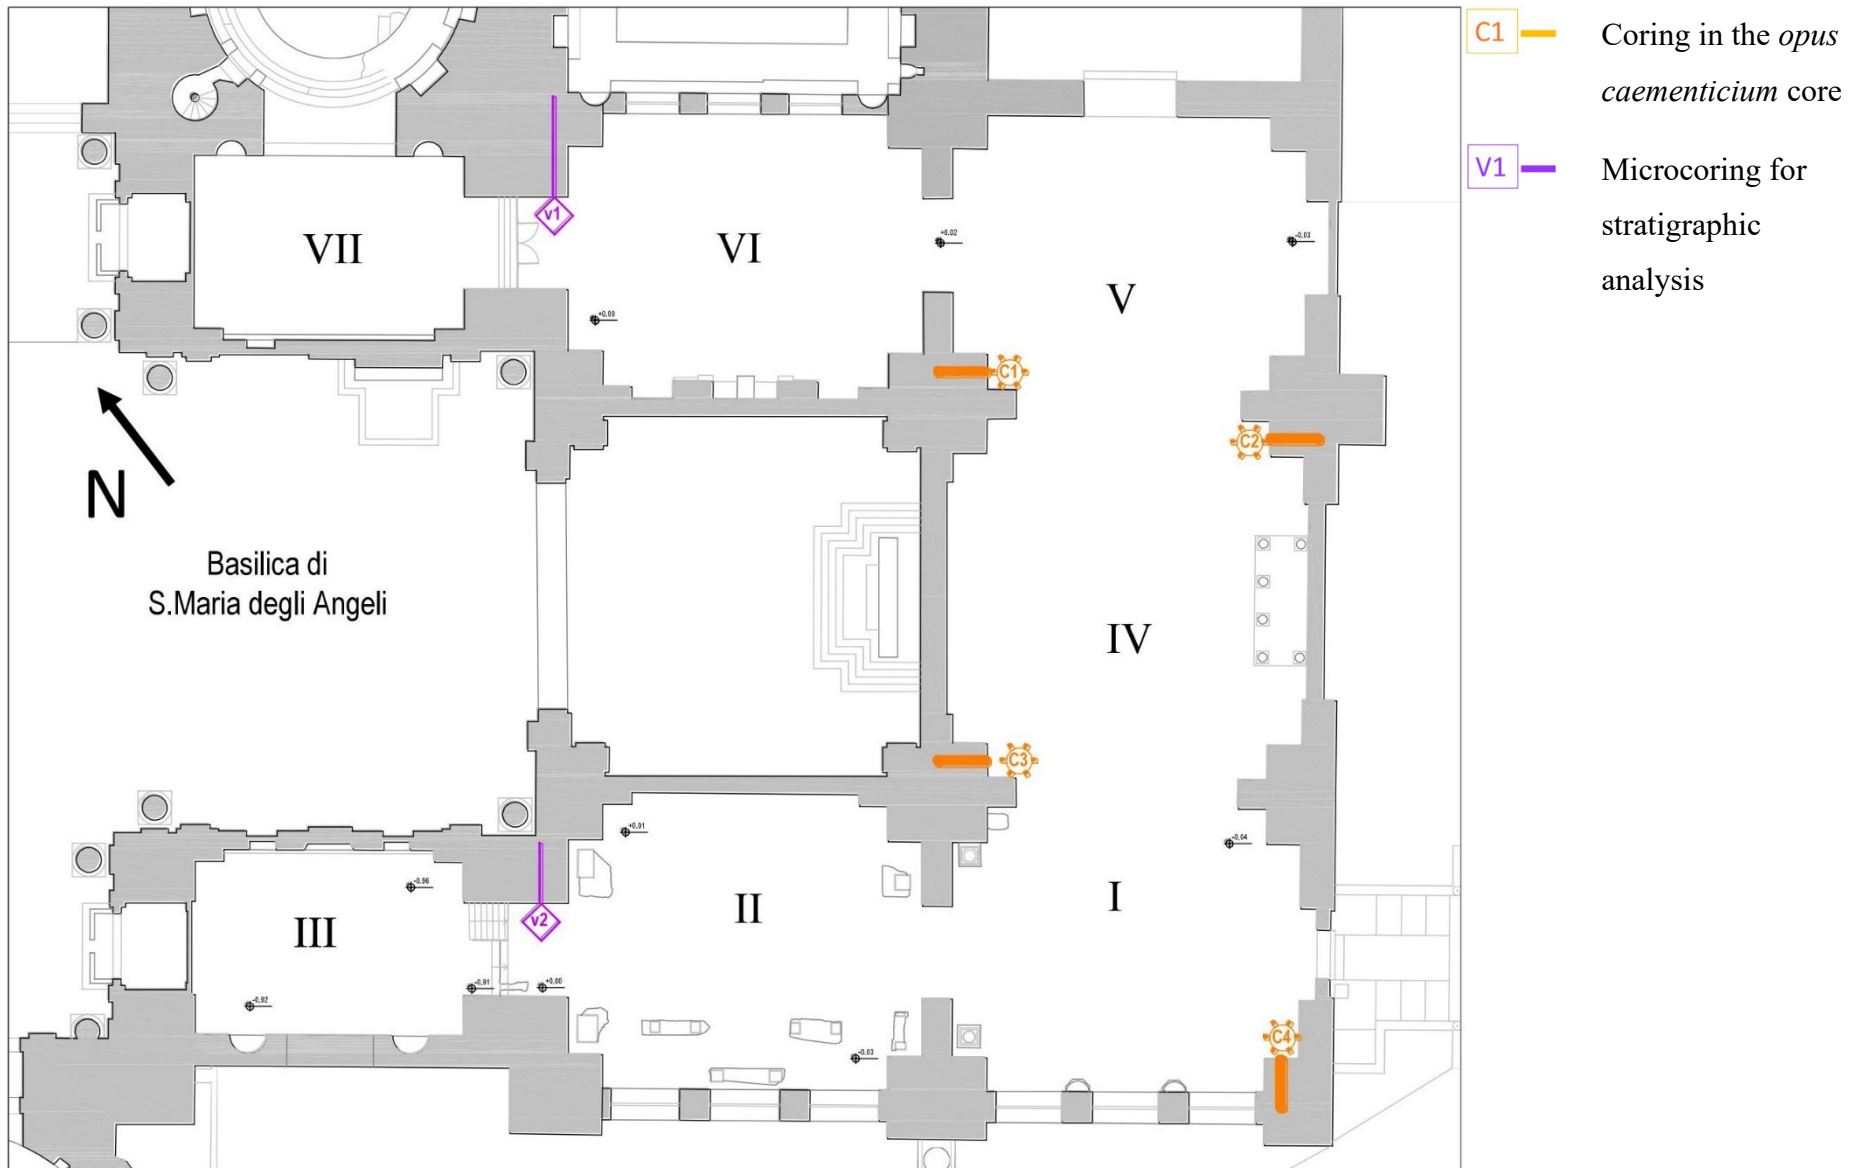 C1 Coring in the opus
caementicium core
V1 Microcoring for
stratigraphic
analysis
v1
VII
VI
+0.02
-0,03
V
+0.00
C1
C2
N
Basilica di
S.Maria degli Angeli
IV
C3
+0,01
-0,04
-0.96
II
I
v2
III
-0,91
+0,00
-0,92
C4
-0.03